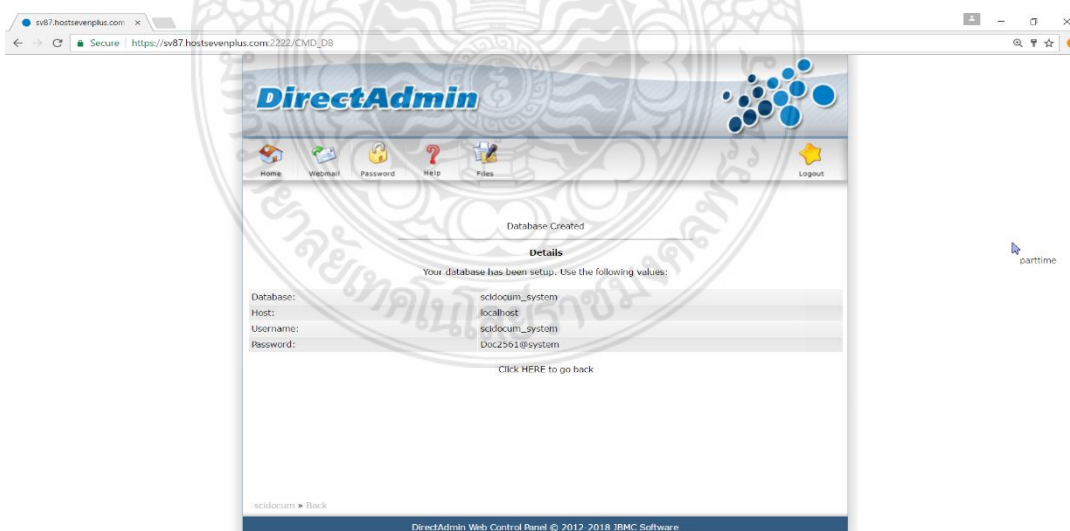 sv87.hostsevenplus.com
Secure https://sv87.hostsevenplus.com:2222/CMD_DB
DirectAdmin
Home Webmail Password Help Files Logout
Database Created
Details
Your database has been setup. Use the following values:
Database: scidocum_system
Host: localhost
Username: scidocum_system
Password: Doc2561@system
Click HERE to go back
parttime
scidocum » Back
DirectAdmin Web Control Panel © 2012-2018 JBMC Software